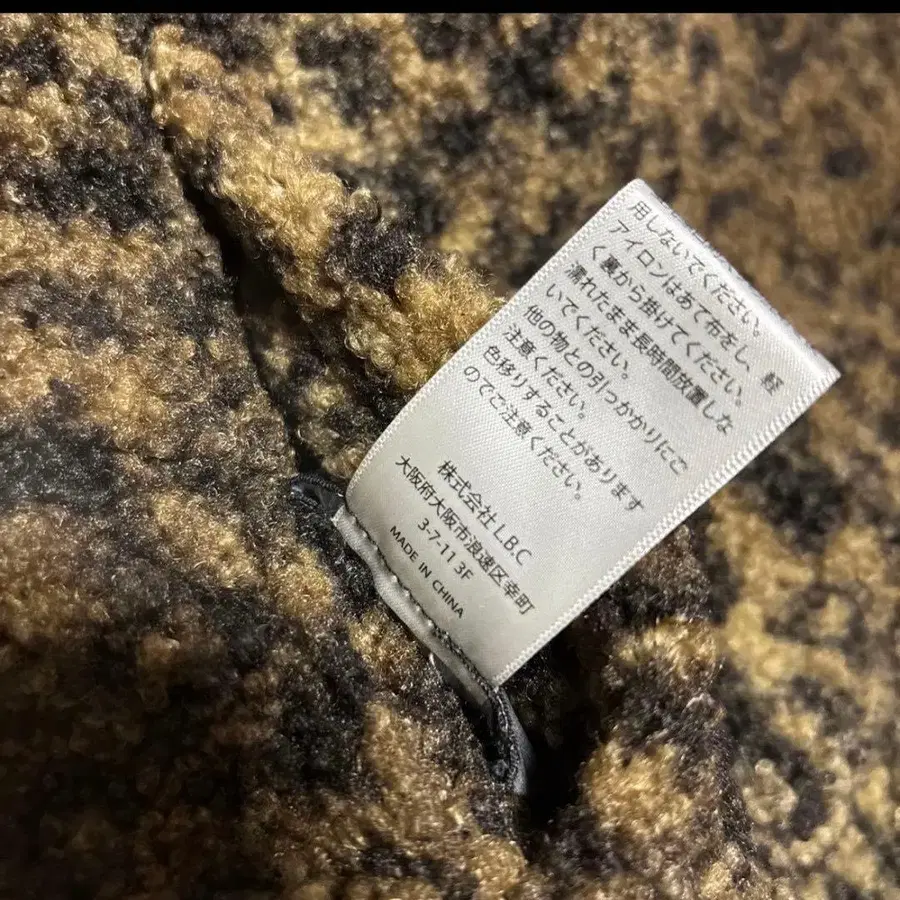 用しないでください。
アイロンはあて布をし、軽
く裏から掛けてください。
濡れたまま長時間放置しな
いでください。
他の物との引っかかりにご
注意ください。
色移りすることがあります
のでご注意ください。
株式会社L.B.C
大阪府大阪市浪速区幸町
3-7-11 3F
MADE IN CHINA